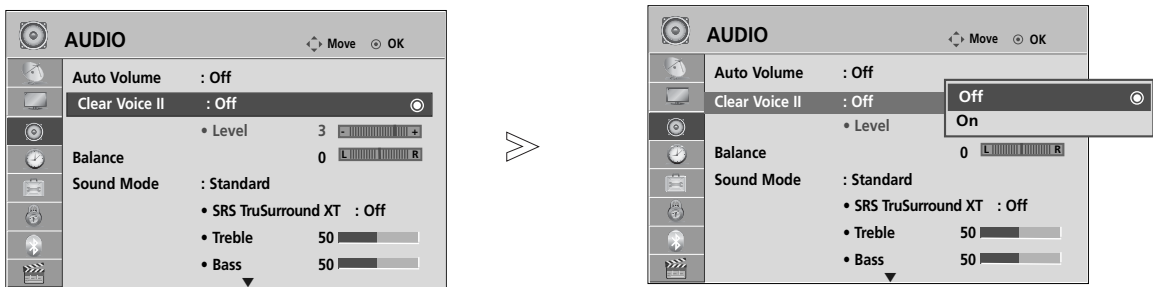 AUDIO
Move OK
Auto Volume : Off
Clear Voice II : Off
• Level 3 - +
Balance 0 L R
Sound Mode : Standard
• SRS TruSurround XT : Off
• Treble 50
• Bass 50
AUDIO
Move OK
Auto Volume : Off
Clear Voice II : Off
Off
On
• Level
Balance 0 L R
Sound Mode : Standard
• SRS TruSurround XT : Off
• Treble 50
• Bass 50